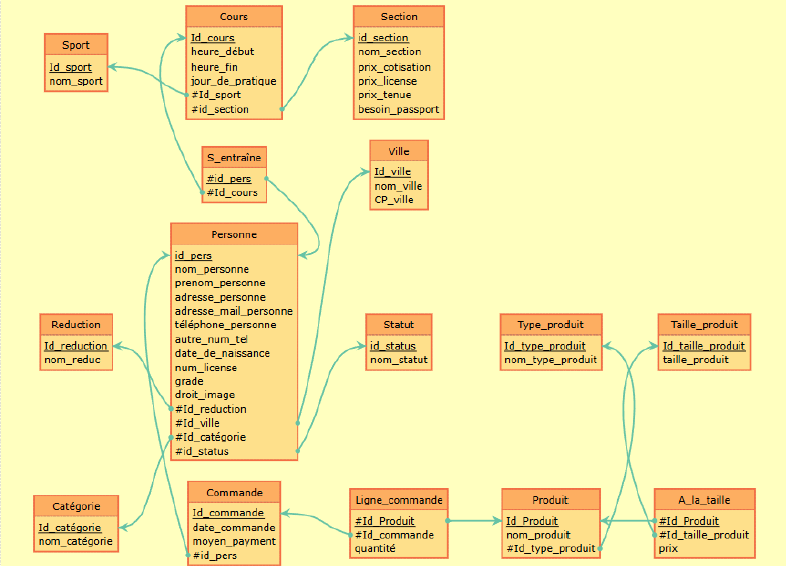 Sport
Id_sport
nom_sport
Cours
Id_cours
heure_début
heure_fin
jour_de_pratique
#Id_sport
#id_section
Section
id_section
nom_section
prix_cotisation
prix_license
prix_tenue
besoin_passport
S_entraîne
#id_pers
#Id_cours
Ville
Id_ville
nom_ville
CP_ville
Personne
id_pers
nom_personne
prenom_personne
adresse_personne
adresse_mail_personne
téléphone_personne
autre_num_tel
date_de_naissance
num_license
grade
droit_image
#Id_reduction
#Id_ville
#Id_catégorie
#id_status
Reduction
Id_reduction
nom_reduc
Statut
id_status
nom_statut
Type_produit
Id_type_produit
nom_type_produit
Taille_produit
Id_taille_produit
taille_produit
Catégorie
Id_catégorie
nom_catégorie
Commande
Id_commande
date_commande
moyen_payment
#id_pers
Ligne_commande
#Id_Produit
#Id_commande
quantité
Produit
Id_Produit
nom_produit
#Id_type_produit
A_la_taille
#Id_Produit
#Id_taille_produit
prix